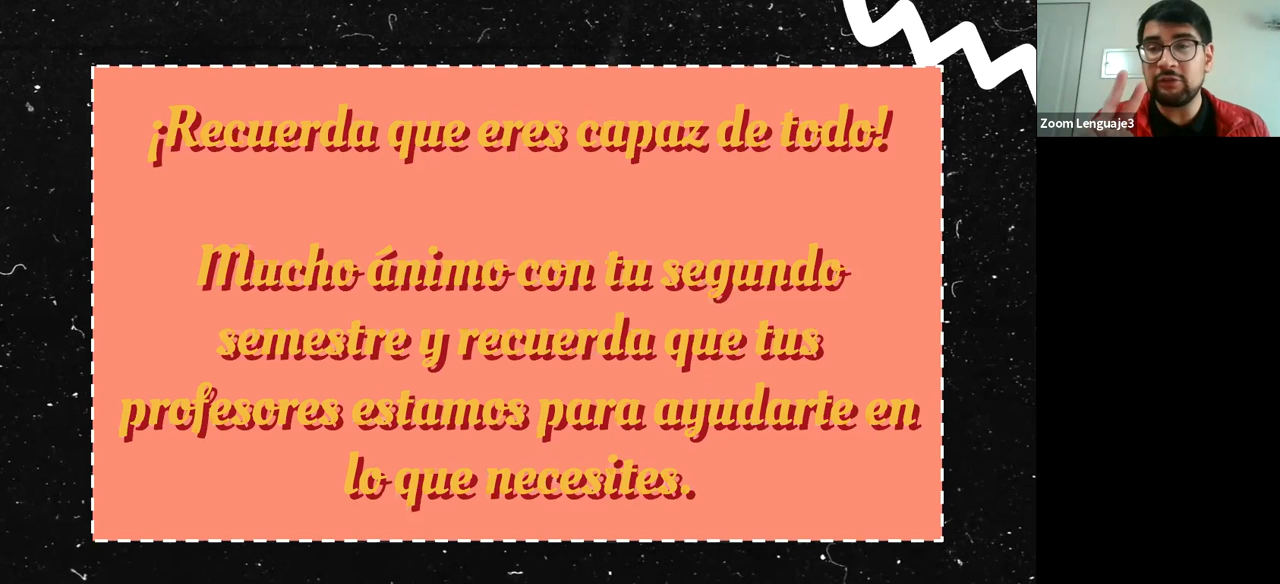 ¡Recuerda que eres capaz de todo!
Mucho ánimo con tu segundo
semestre y recuerda que tus
profesores estamos para ayudarte en
lo que necesites.
Zoom Lenguaje3